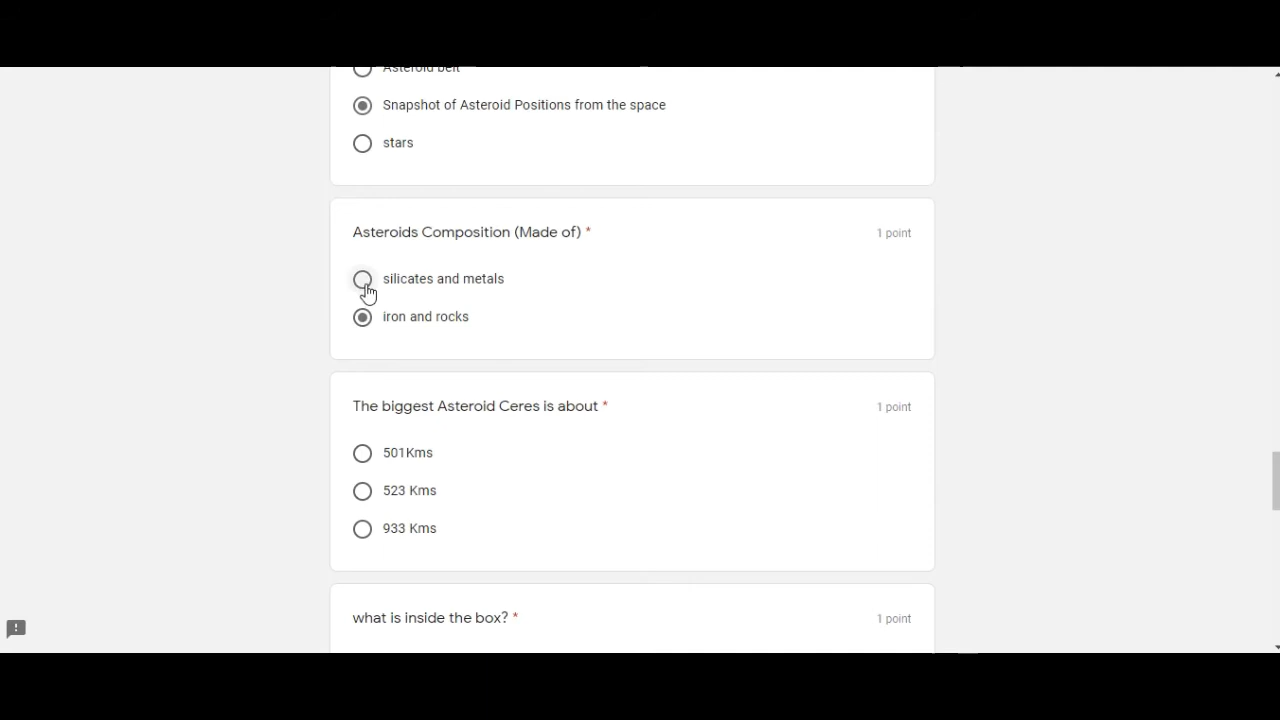 Asteroid belt
Snapshot of Asteroid Positions from the space
stars
Asteroids Composition (Made of) *
1 point
silicates and metals
iron and rocks
The biggest Asteroid Ceres is about *
1 point
501Kms
523 Kms
933 Kms
what is inside the box? *
1 point